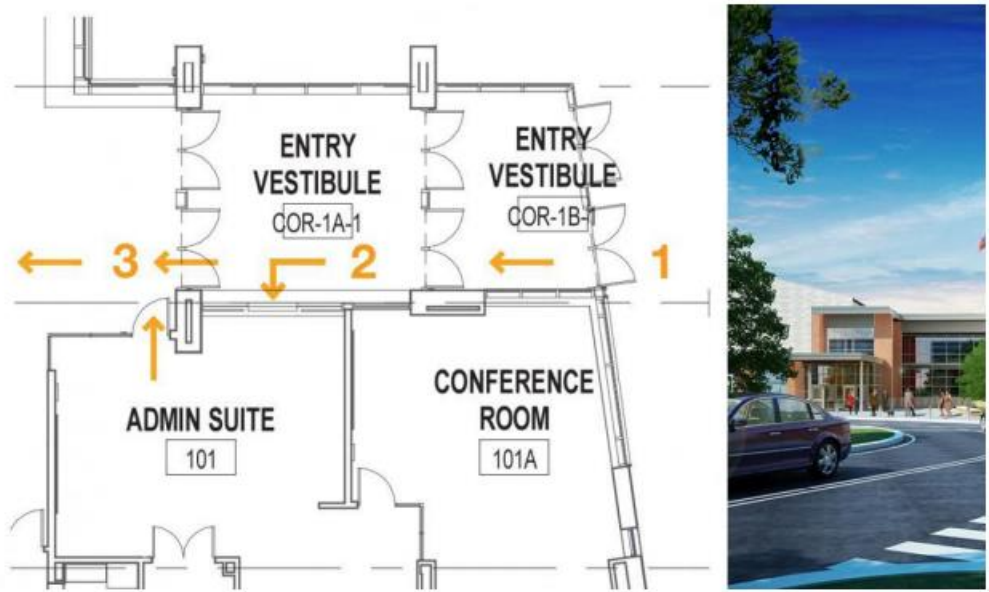 ENTRY
VESTIBULE
COR-1A-1
ENTRY
VESTIBULE
COR-1B-1
3
2
1
ADMIN SUITE
101
CONFERENCE
ROOM
101A